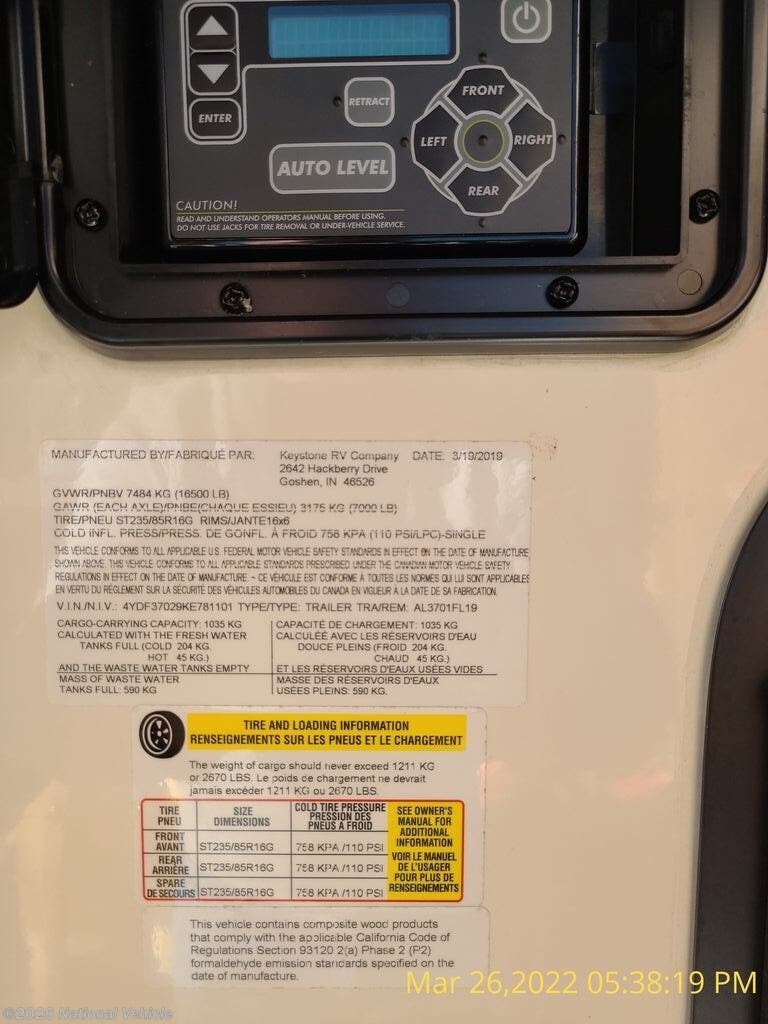 ENTER
RETRACT
FRONT
LEFT
RIGHT
REAR
AUTO LEVEL
CAUTION!
READ AND UNDERSTAND OPERATORS MANUAL BEFORE USING.
DO NOT USE JACKS FOR TIRE REMOVAL OR UNDER-VEHICLE SERVICE.
MANUFACTURED BY/FABRIQUÉ PAR: Keystone RV Company DATE: 3/19/2019
2642 Hackberry Drive
Goshen, IN 46526
GVWR/PNBV 7484 KG (16500 LB)
GAWR (EACH AXLE)/PNBE(CHAQUE ESSIEU) 3175 KG (7000 LB)
TIRE/PNEU ST235/85R16G RIMS/JANTE16x6
COLD INFL. PRESS/PRESS. DE GONFL. À FROID 758 KPA (110 PSI/LPC)-SINGLE
THIS VEHICLE CONFORMS TO ALL APPLICABLE U.S. FEDERAL MOTOR VEHICLE SAFETY STANDARDS IN EFFECT ON THE DATE OF MANUFACTURE
SHOWN ABOVE. THIS VEHICLE CONFORMS TO ALL APPLICABLE STANDARDS PRESCRIBED UNDER THE CANADIAN MOTOR VEHICLE SAFETY
REGULATIONS IN EFFECT ON THE DATE OF MANUFACTURE. ~ CE VÉHICULE EST CONFORME À TOUTES LES NORMES QUI LUI SONT APPLICABLES
EN VERTU DU RÈGLEMENT SUR LA SÉCURITÉ DES VÉHICULES AUTOMOBILES DU CANADA EN VIGUEUR À LA DATE DE SA FABRICATION.
V.I.N./N.I.V.: 4YDF37029KE781101 TYPE/TYPE: TRAILER TRA/REM: AL3701FL19
CARGO-CARRYING CAPACITY: 1035 KG
CALCULATED WITH THE FRESH WATER
TANKS FULL (COLD 204 KG.
HOT 45 KG.)
AND THE WASTE WATER TANKS EMPTY
MASS OF WASTE WATER
TANKS FULL: 590 KG
CAPACITÉ DE CHARGEMENT: 1035 KG
CALCULÉE AVEC LES RÉSERVOIRS D'EAU
DOUCE PLEINS (FROID 204 KG.
CHAUD 45 KG.)
ET LES RÉSERVOIRS D'EAUX USÉES VIDES
MASSE DES RÉSERVOIRS D'EAUX
USÉES PLEINS: 590 KG.
TIRE AND LOADING INFORMATION
RENSEIGNEMENTS SUR LES PNEUS ET LE CHARGEMENT
The weight of cargo should never exceed 1211 KG
or 2670 LBS. Le poids de chargement ne devrait
jamais excéder 1211 KG ou 2670 LBS.
TIRE
PNEU
SIZE
DIMENSIONS
COLD TIRE PRESSURE
PRESSION DES
PNEUS A FROID
FRONT
AVANT
ST235/85R16G
758 KPA /110 PSI
REAR
ARRIÈRE
ST235/85R16G
758 KPA /110 PSI
SPARE
DE SECOURS
ST235/85R16G
758 KPA /110 PSI
SEE OWNER'S
MANUAL FOR
ADDITIONAL
INFORMATION
VOIR LE MANUEL
DE L'USAGER
POUR PLUS DE
RENSEIGNEMENTS
This vehicle contains composite wood products
that comply with the applicable California Code of
Regulations Section 93120 2(a) Phase 2 (P2)
formaldehyde emission standards specified on the
date of manufacture.
Mar 26,2022 05:38:19 PM
©2026 National Vehicle